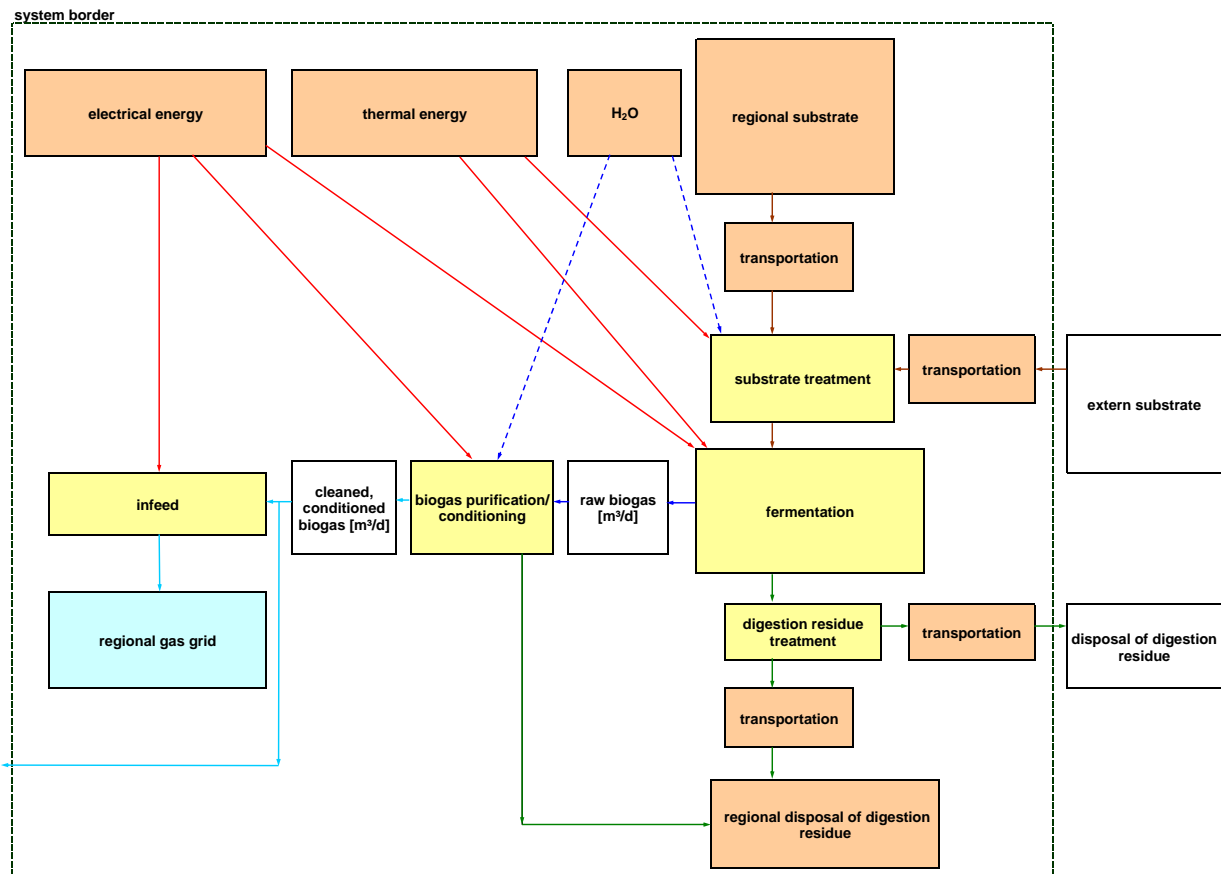 system border
electrical energy
thermal energy
H₂O
regional substrate
transportation
substrate treatment
transportation
extern substrate
infeed
cleaned,
conditioned
biogas [m³/d]
biogas purification/
conditioning
raw biogas
[m³/d]
fermentation
regional gas grid
digestion residue
treatment
transportation
disposal of digestion
residue
transportation
regional disposal of digestion
residue